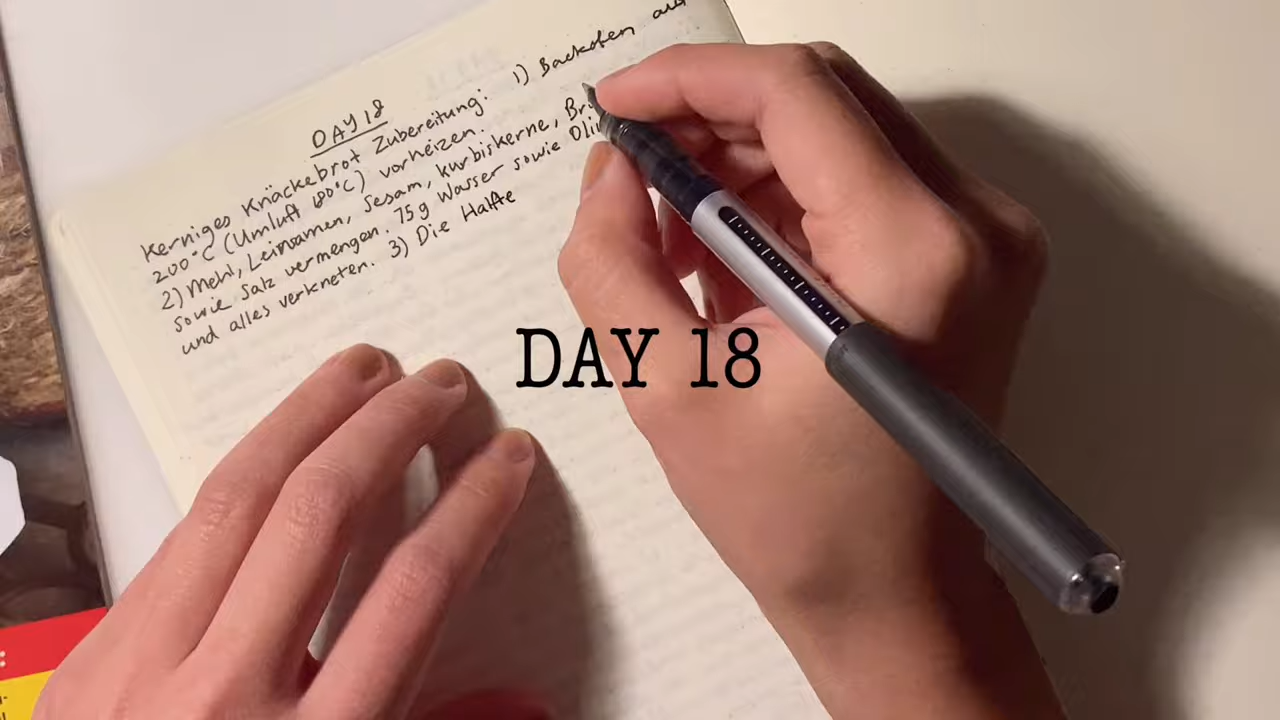 DAY 18
Kerniges Knäckebrot Zubereitung: 1) Backofen auf
200°C (Umluft 180°C) vorheizen.
2) Mehl, Leinsamen, Sesam, kürbiskerne,
sowie Salz vermengen. 75g Wasser sowie
und alles verkneten. 3) Die Hälfte
DAY 18